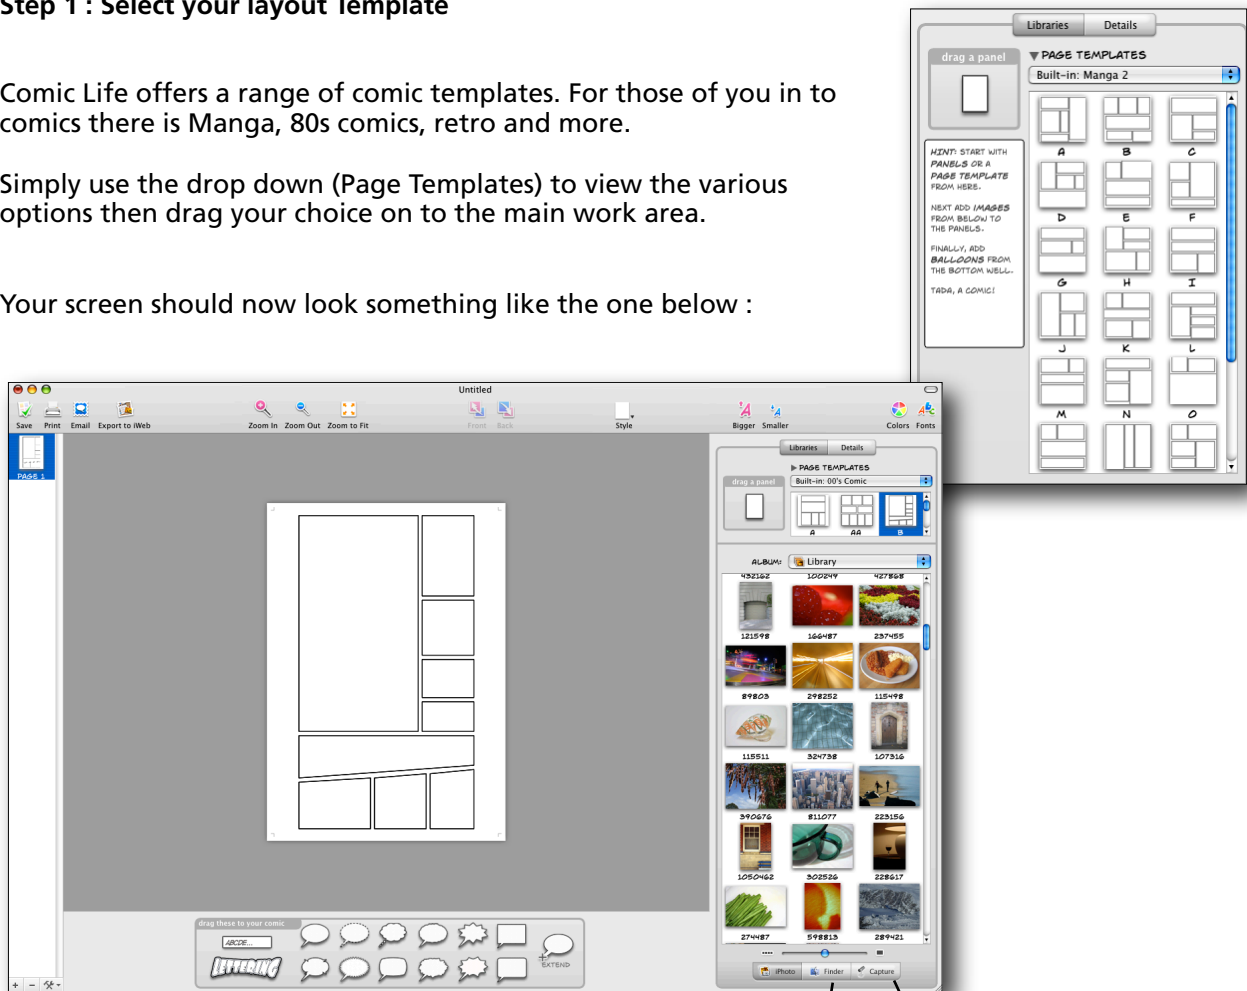 Step 1 : Select your layout Template
Comic Life offers a range of comic templates. For those of you in to
comics there is Manga, 80s comics, retro and more.
Simply use the drop down (Page Templates) to view the various
options then drag your choice on to the main work area.
Your screen should now look something like the one below :
Libraries Details
drag a panel
PAGE TEMPLATES
Built-in: Manga 2
HINT: START WITH
PANELS OR A
PAGE TEMPLATE
FROM HERE.
NEXT ADD IMAGES
FROM BELOW TO
THE PANELS.
FINALLY, ADD
BALLOONS FROM
THE BOTTOM WELL.
TADA, A COMIC!
A B C
D E F
G H I
J K L
M N O
Untitled
Save Print Email Export to iWeb Zoom In Zoom Out Zoom to Fit Front Back Style Bigger Smaller Colors Fonts
PAGE 1
Libraries Details
drag a panel
PAGE TEMPLATES
Built-in: 00's Comic
A AA B
ALBUM: Library
432162 100249 427868
121598 166487 237455
89803 298252 115498
115511 324738 107316
390676 811077 223156
1050462 302526 228617
274487 598813 289421
iPhoto Finder Capture
drag these to your comic
ABCDE...
LETTERING
EXTEND